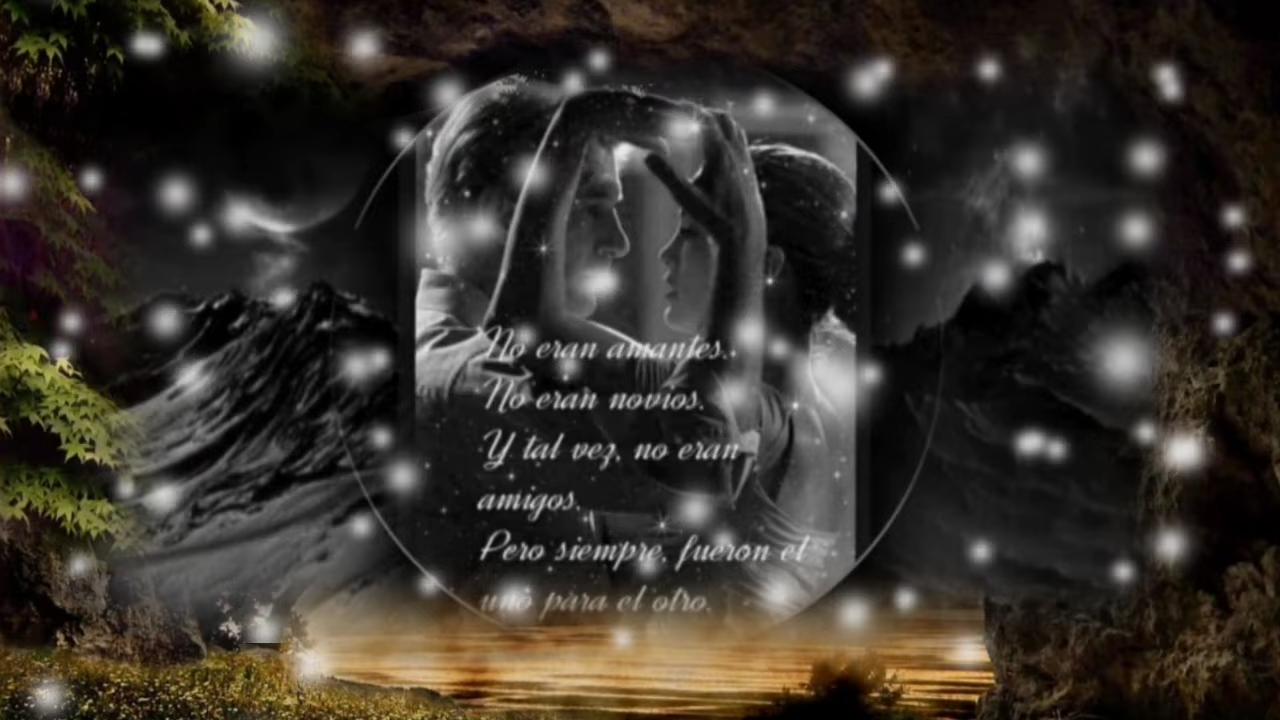 No eran amantes.
No eran novios.
Y tal vez, no eran
amigos.
Pero siempre, fueron el
uno para el otro.